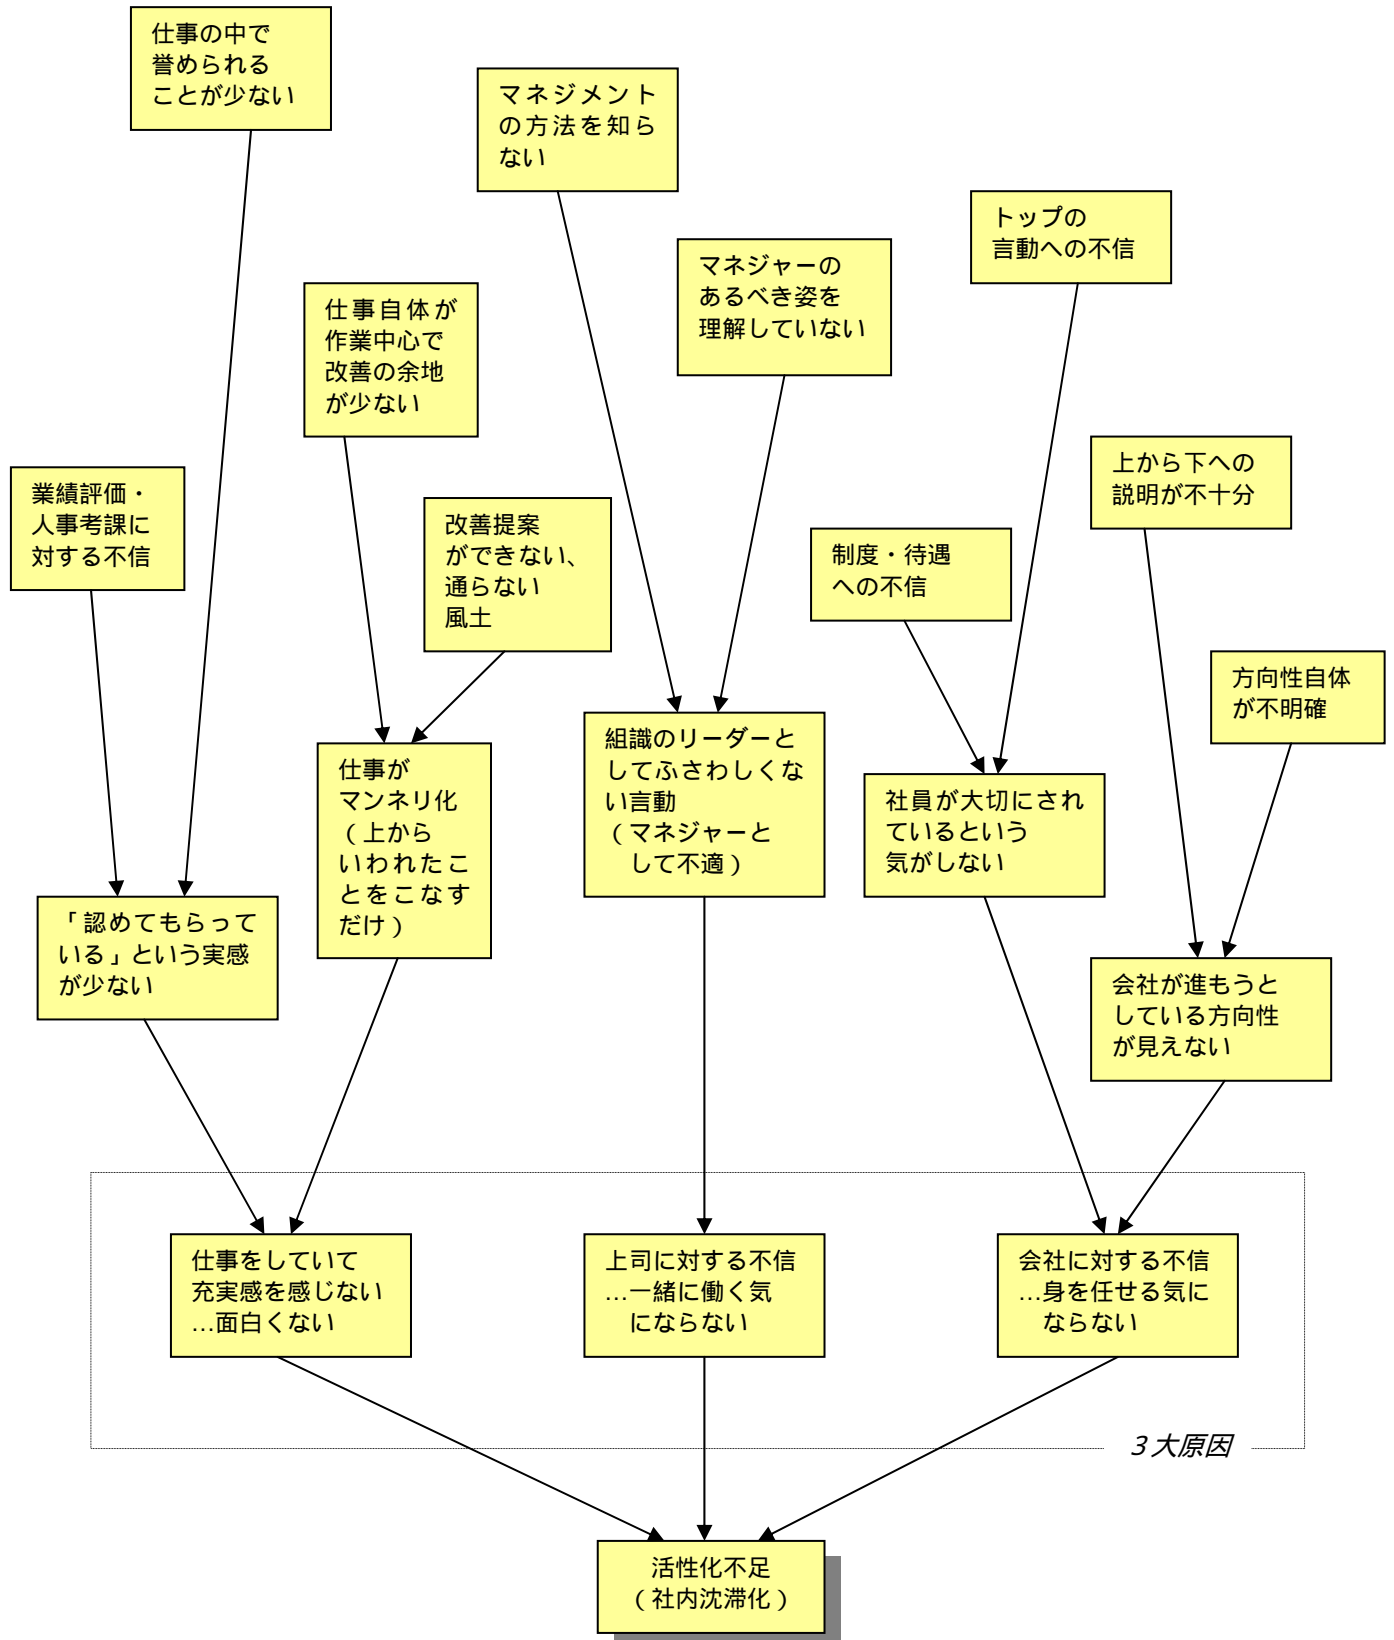 仕事の中で
誉められる
ことが少ない
マネジメント
の方法を知ら
ない
トップの
言動への不信
マネジャーの
あるべき姿を
理解していない
仕事自体が
作業中心で
改善の余地
が少ない
上から下への
説明が不十分
業績評価・
人事考課に
対する不信
改善提案
ができない、
通らない
風土
制度・待遇
への不信
方向性自体
が不明確
組識のリーダーと
してふさわしくな
い言動
（マネジャーと
して不適）
仕事が
マンネリ化
（上から
いわれたこ
とをこなす
だけ）
社員が大切にされ
ているという
気がしない
「認めてもらって
いる」という実感
が少ない
会社が進もうと
している方向性
が見えない
仕事をしていて
充実感を感じない
…面白くない
上司に対する不信
…一緒に働く気
にならない
会社に対する不信
…身を任せる気に
ならない
３大原因
活性化不足
（社内沈滞化）